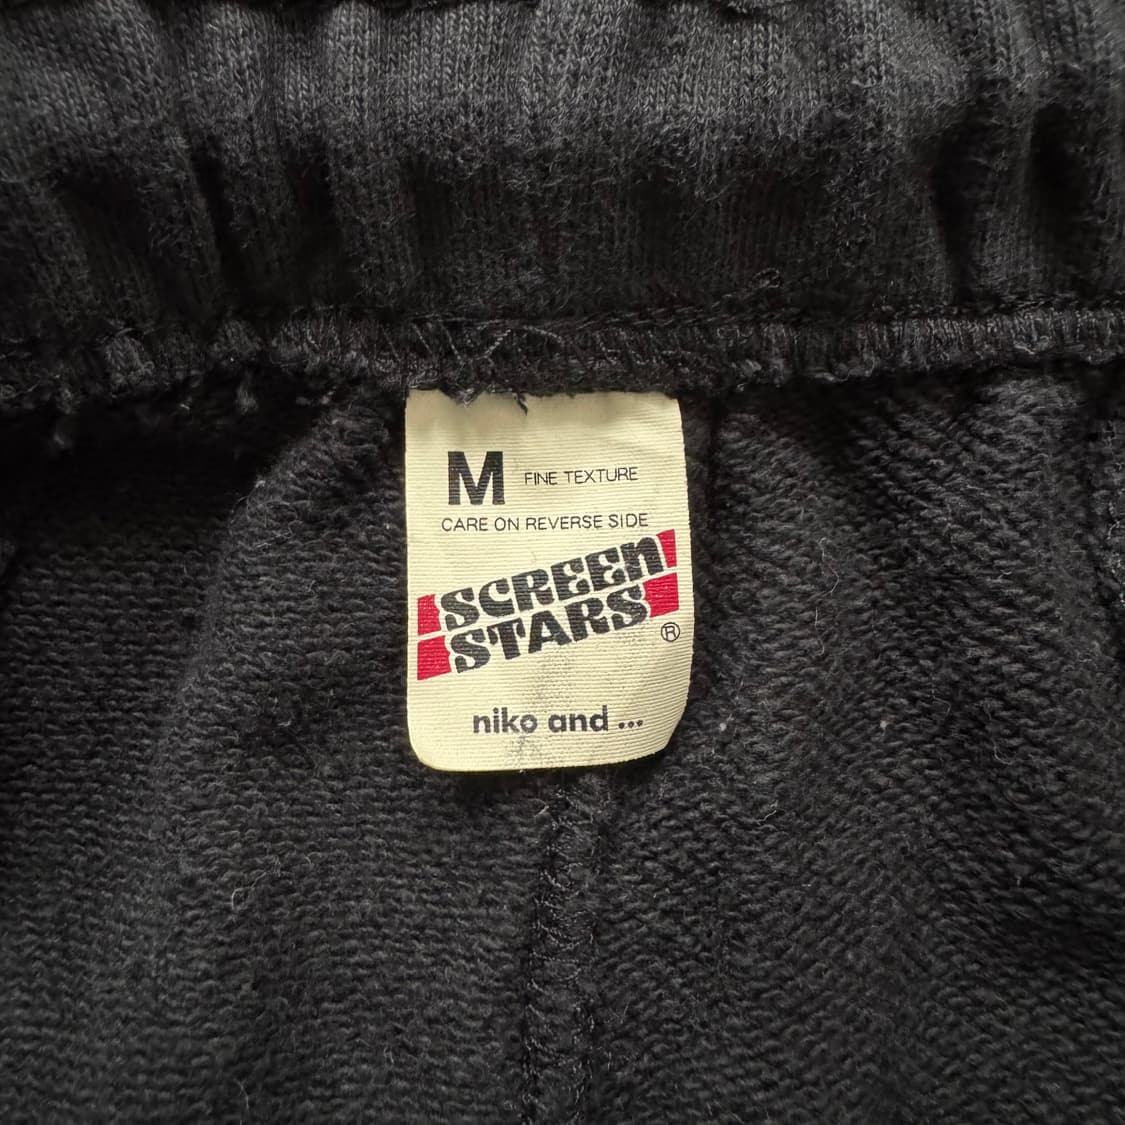 M FINE TEXTURE
CARE ON REVERSE SIDE
SCREEN
STARS ®
niko and ...